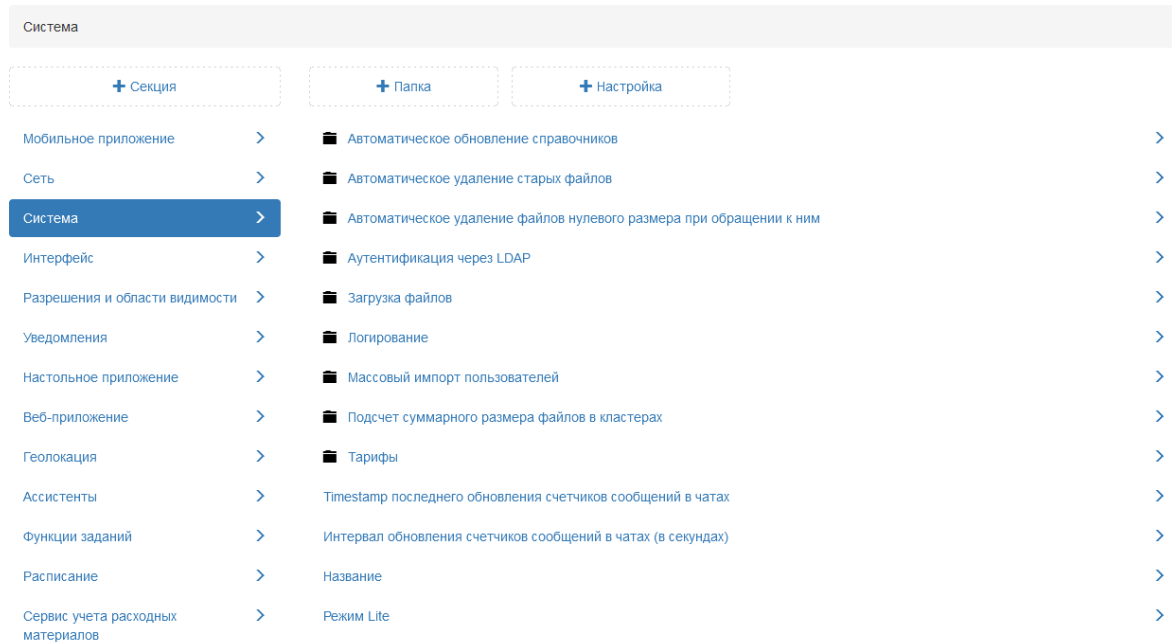 Система
+ Секция
+ Папка
+ Настройка
Мобильное приложение
Сеть
Система
Интерфейс
Разрешения и области видимости
Уведомления
Настольное приложение
Веб-приложение
Геолокация
Ассистенты
Функции заданий
Расписание
Сервис учета расходных
материалов
Автоматическое обновление справочников
Автоматическое удаление старых файлов
Автоматическое удаление файлов нулевого размера при обращении к ним
Аутентификация через LDAP
Загрузка файлов
Логирование
Массовый импорт пользователей
Подсчет суммарного размера файлов в кластерах
Тарифы
Timestamp последнего обновления счетчиков сообщений в чатах
Интервал обновления счетчиков сообщений в чатах (в секундах)
Название
Режим Lite